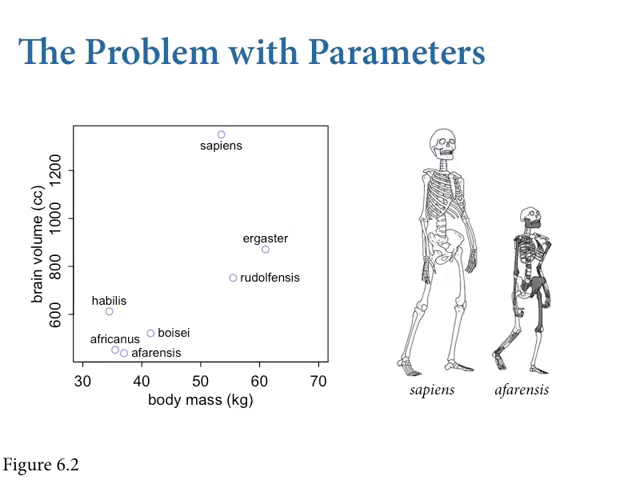 The Problem with Parameters
brain volume (cc)
1200
1000
800
600
sapiens
ergaster
rudolfensis
habilis
boisei
africanus
afarensis
30 40 50 60 70
body mass (kg)
sapiens afarensis
Figure 6.2